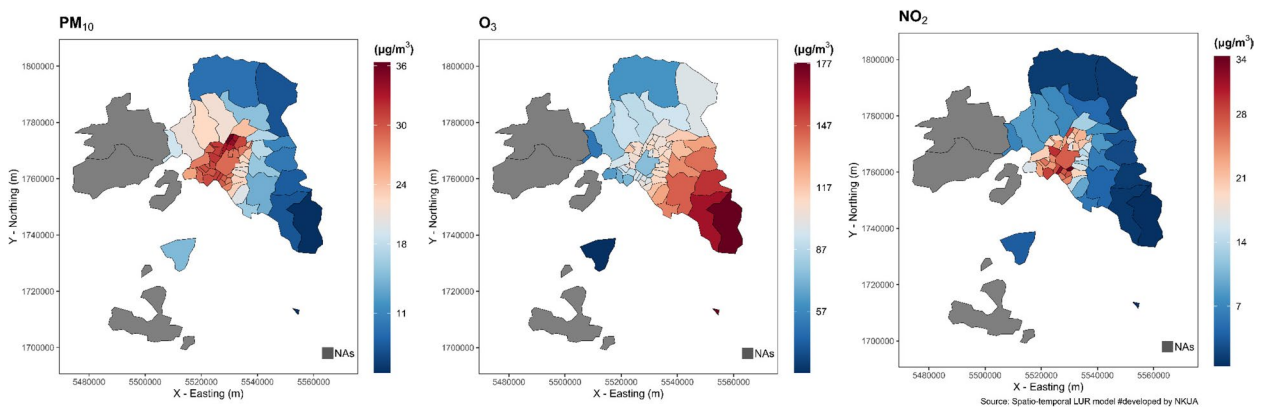 PM₁₀
(µg/m³)
36
30
24
18
11
1800000
1780000
1760000
1740000
1720000
1700000
Y - Northing (m)
5480000 5500000 5520000 5540000 5560000
X - Easting (m)
NAs
O₃
(µg/m³)
177
147
117
87
57
1800000
1780000
1760000
1740000
1720000
1700000
Y - Northing (m)
5480000 5500000 5520000 5540000 5560000
X - Easting (m)
NAs
NO₂
(µg/m³)
34
28
21
14
7
1800000
1780000
1760000
1740000
1720000
1700000
Y - Northing (m)
5480000 5500000 5520000 5540000 5560000
X - Easting (m)
NAs
Source: Spatio-temporal LUR model #developed by NKUA